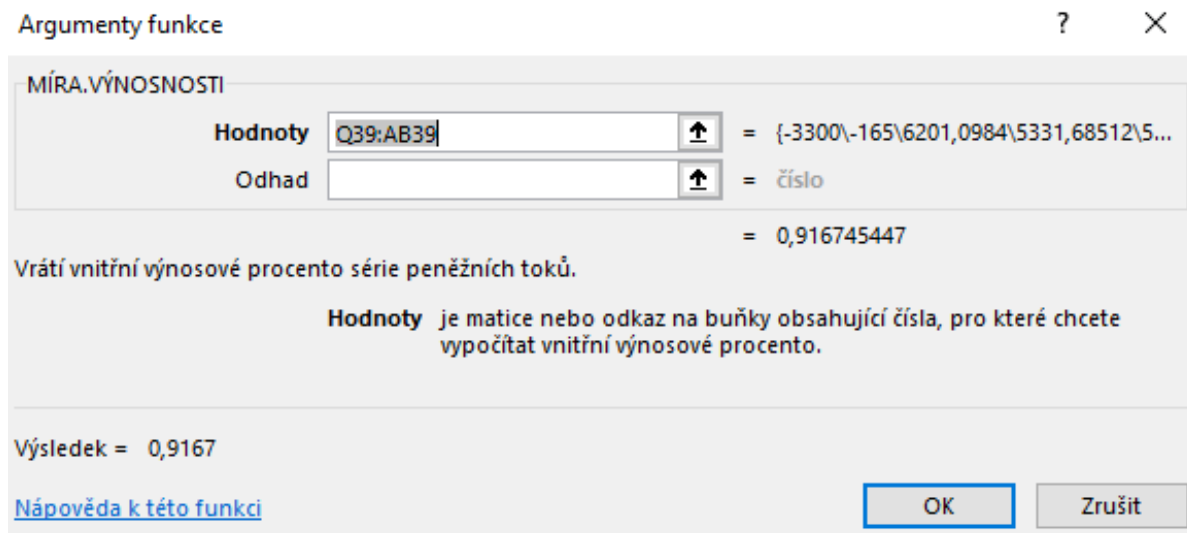 Argumenty funkce ? ×
MÍRA.VÝNOSNOSTI
Hodnoty Q39:AB39 = {-3300\-165\6201,0984\5331,68512\5...
Odhad = číslo
= 0,916745447
Vrátí vnitřní výnosové procento série peněžních toků.
Hodnoty je matice nebo odkaz na buňky obsahující čísla, pro které chcete
vypočítat vnitřní výnosové procento.
Výsledek = 0,9167
Nápověda k této funkci OK Zrušit